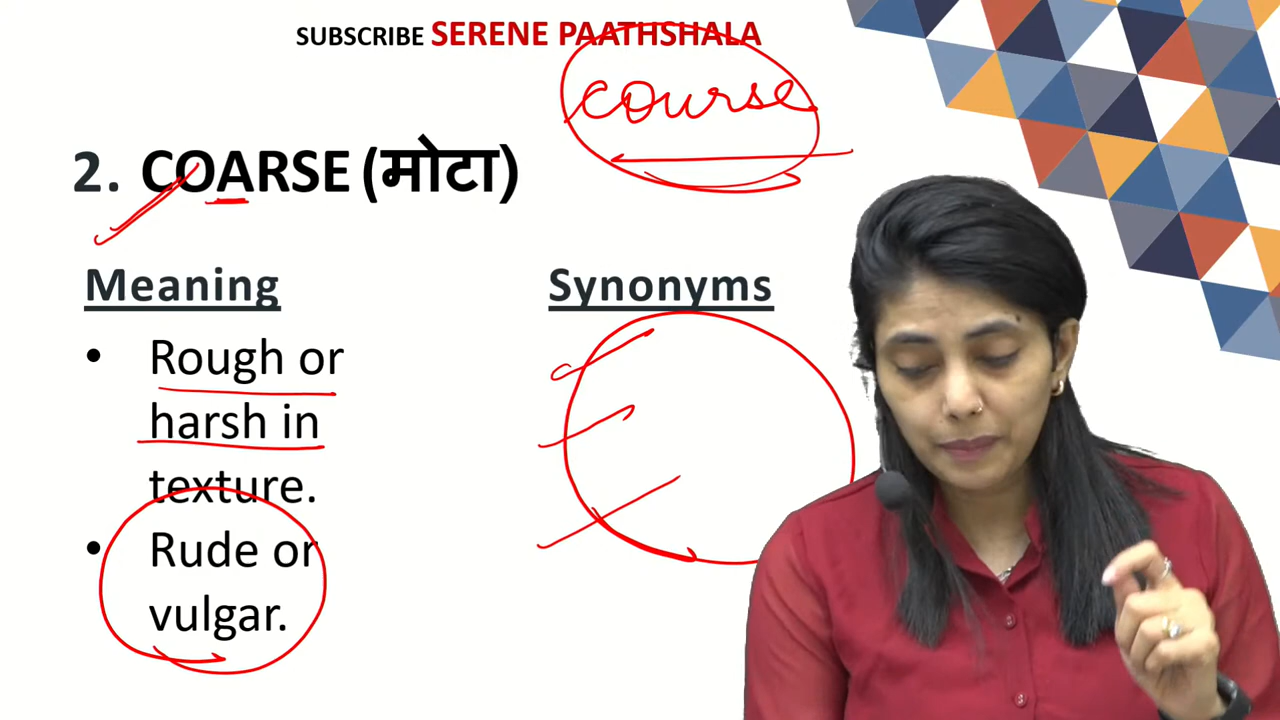 SUBSCRIBE SERENE PAATHSHALA
course
2. COARSE (मोटा)
Meaning
Synonyms
• Rough or
harsh in
texture.
• Rude or
vulgar.